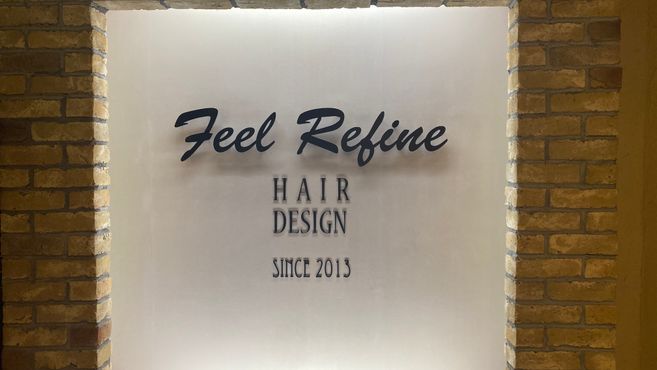 Feel Refine
HAIR
DESIGN
SINCE 2013